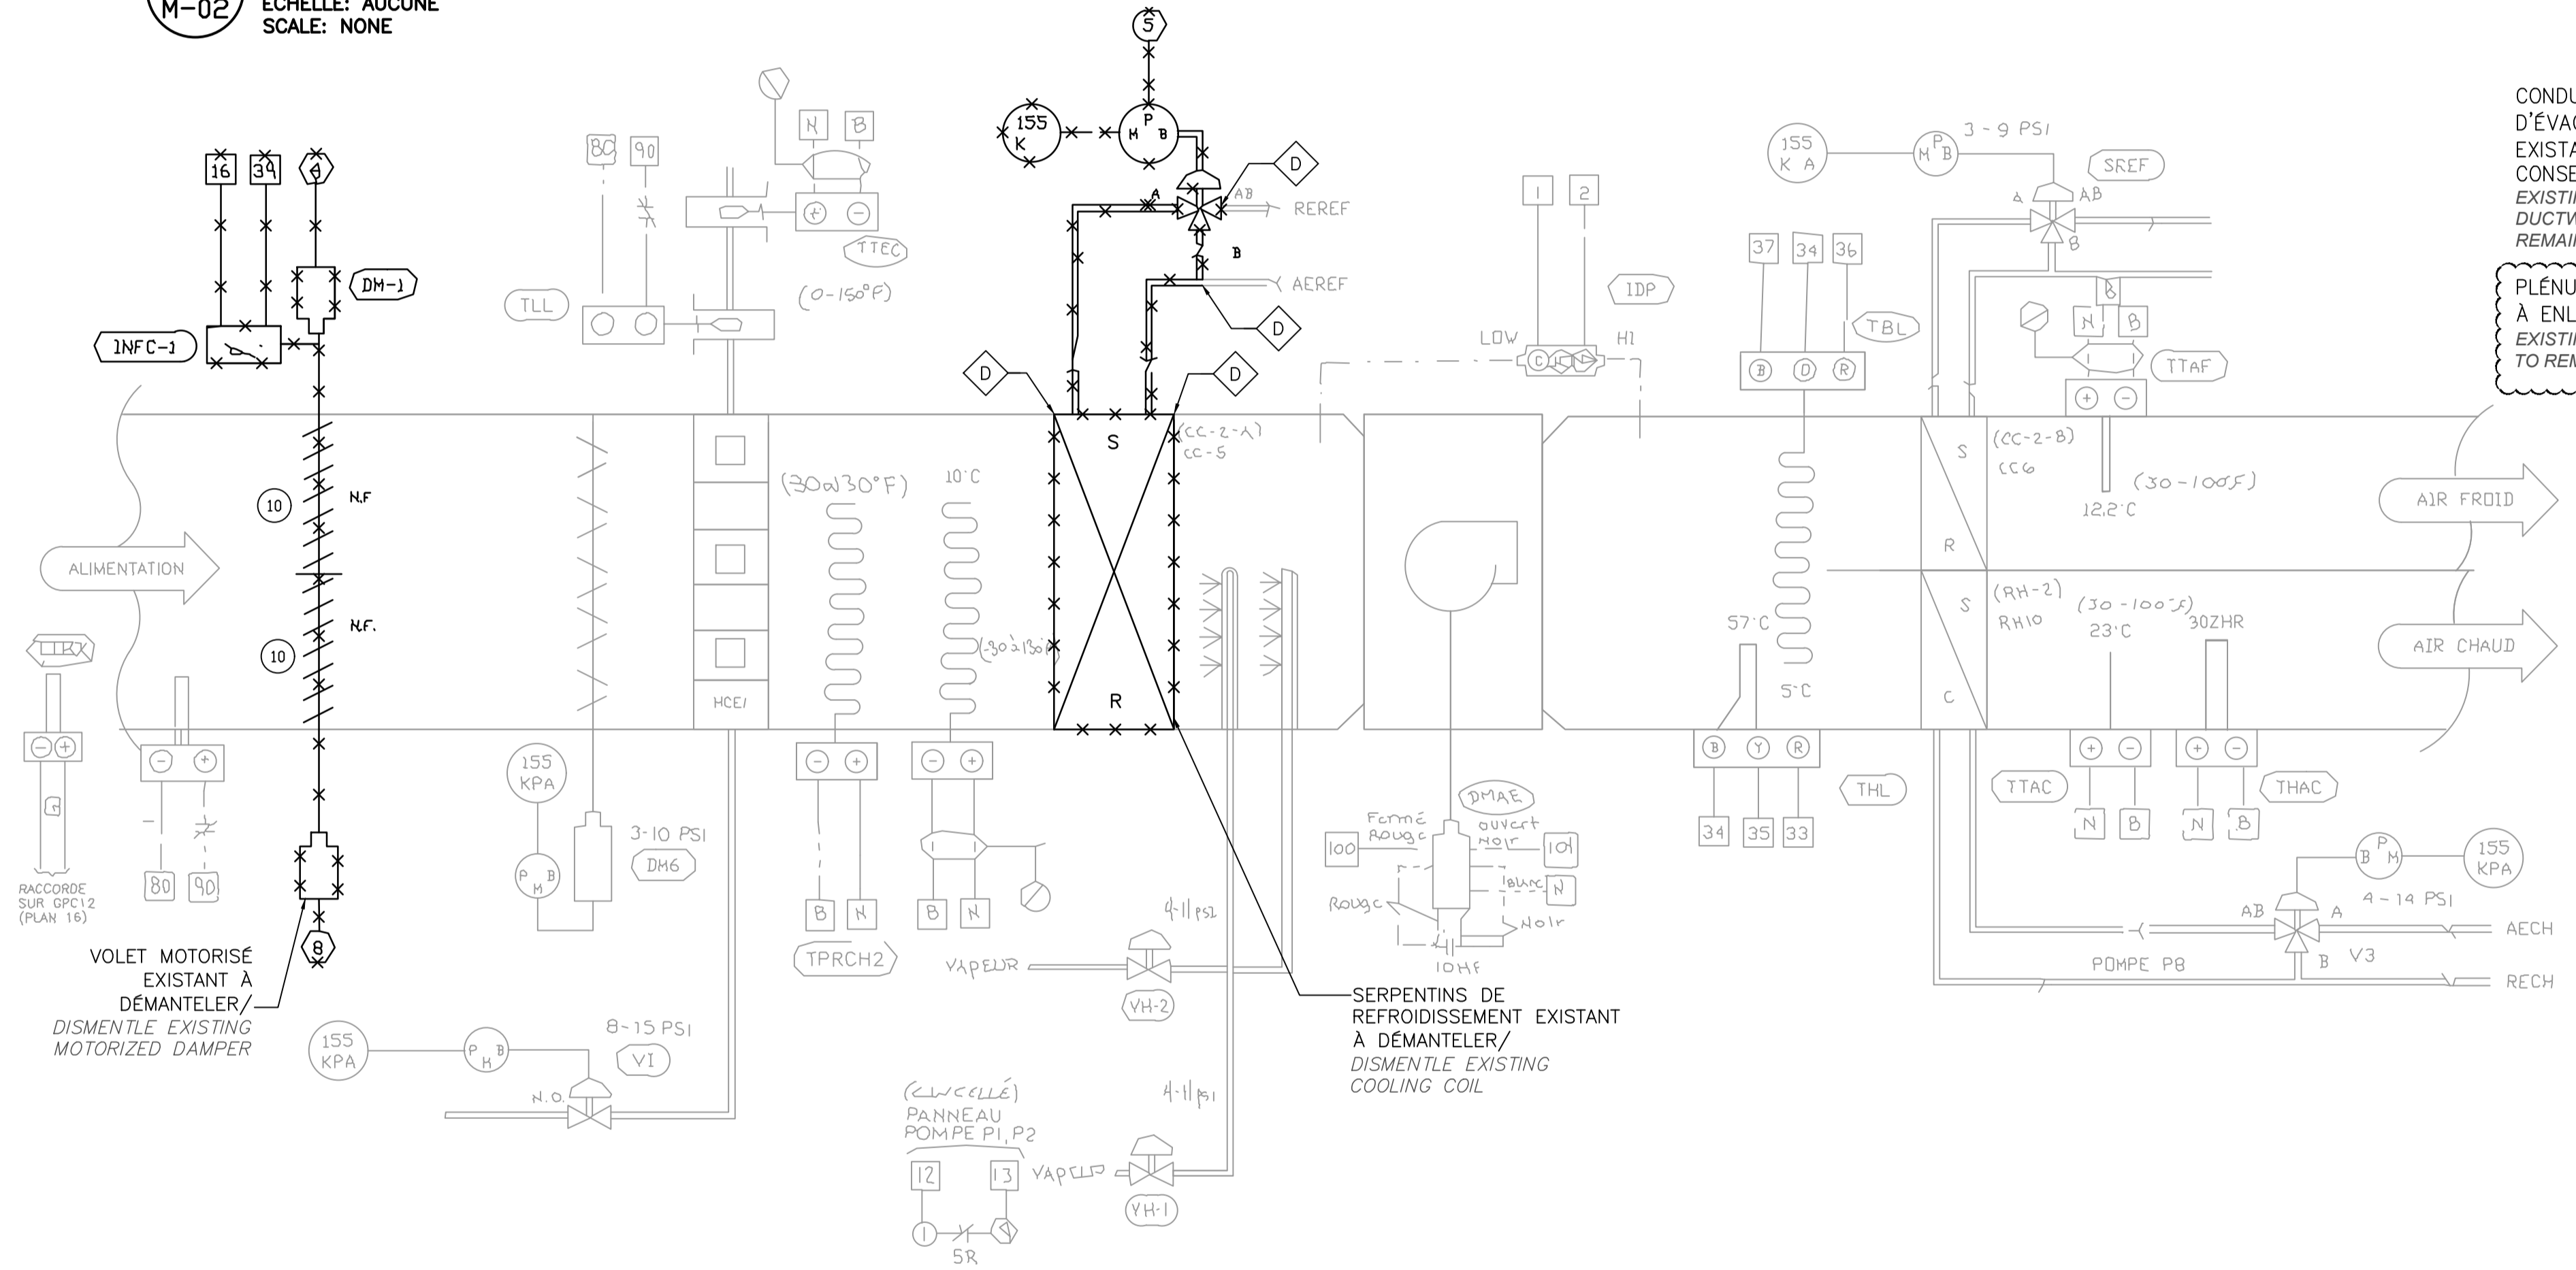 M-02
ÉCHELLE: AUCUNE
SCALE: NONE
5
155
K
P
M B
D
A
AB
REREF
B
AEREF
D
D
D
16
39
DM-1
INFC-1
80
90
N
B
+
−
TTEC
(0-150°F)
TLL
1
2
IDP
LOW
HI
C
37
34
36
TBL
B
D
R
155
K A
P
M B
3 - 9 PSI
SREF
A
AB
B
N
B
TTAF
+
−
CONDU
D'ÉVAC
EXISTA
CONSE
EXISTIN
DUCTW
REMAI
PLÉNU
À ENL
EXISTIN
TO REM
ALIMENTATION
10
N.F
10
N.F.
HCE1
10°C
S
R
(CC-2-A)
CC-5
57°C
5°C
S
R
(CC-2-B)
CC6
12,2°C
(30-100°F)
AIR FROID
S
C
(RH-2)
RH10
(30-100°F)
23°C
30ZHR
AIR CHAUD
− +
− +
G
80
90
RACCORDE
SUR GPC12
(PLAN 16)
8
VOLET MOTORISÉ
EXISTANT À
DÉMANTELER/
DISMENTLE EXISTING
MOTORIZED DAMPER
155
KPA
P B
M
3-10 PSI
DM6
− +
B
N
TPRCH2
− +
B
N
155
KPA
8-15 PSI
VI
N.O.
4-11 PSI
VAPEUR
VH-2
SERPENTINS DE
REFROIDISSEMENT EXISTANT
À DÉMANTELER/
DISMENTLE EXISTING
COOLING COIL
4-11 PSI
PANNEAU
POMPE P1, P2
12
13
5R
VH-1
DMAE
Fermé
Rouge
ouvert
Noir
100
101
Blanc
N
Rouge
Noir
B
Y
R
34
35
33
THL
TTAC
+ −
N
B
+ −
N
B
THAC
B P M
155
KPA
4 - 14 PSI
AB
A
B
V3
POMPE P8
AECH
RECH